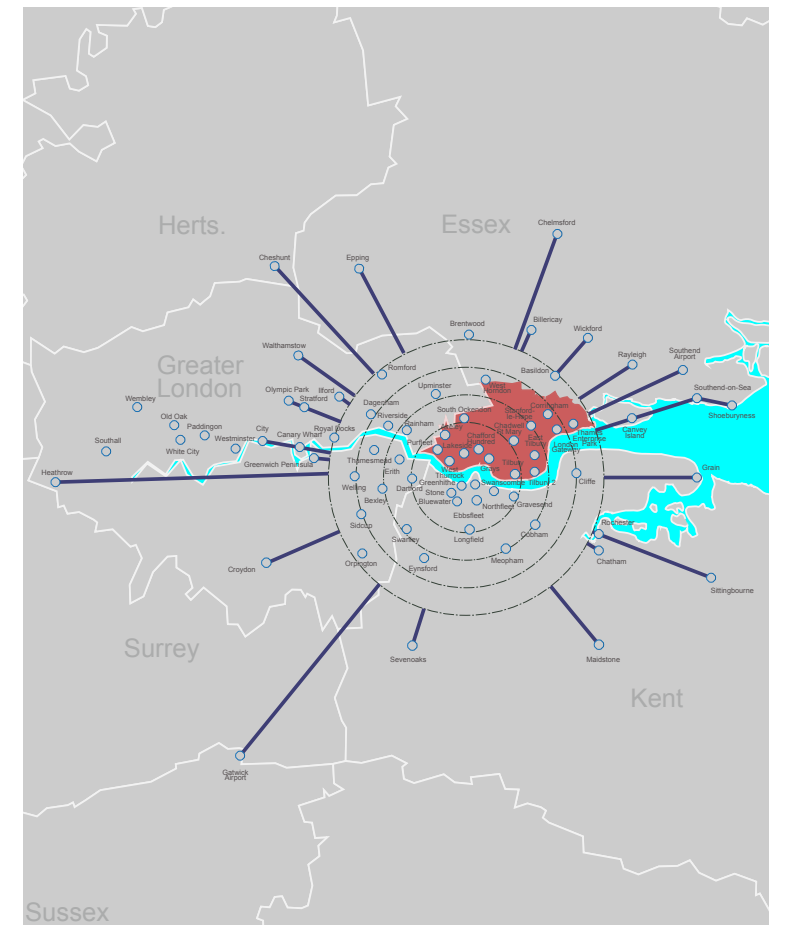 Herts.
Essex
Chelmsford
Cheshunt
Epping
Brentwood
Billericay
Wickford
Walthamstow
Romford
Rayleigh
Southend
Airport
Greater
London
Basildon
Olympic Park
Ilford
Stratford
Upminster
West
Horndon
Southend-on-Sea
Shoeburyness
Wembley
Dagenham
South Ockendon
Stanford-
le-Hope
Corringham
Old Oak
Paddington
White City
Westminster
City
Canary Wharf
Royal Docks
Riverside
Rainham
Aveley
Chadwell
St Mary
Canvey
Island
Thames
Enterprise
Park
Southall
Greenwich Peninsula
Purfleet
Chafford
Hundred
Lakeside
East
Tilbury
London
Gateway
Heathrow
Thamesmead
Erith
West
Thurrock
Grays
Tilbury
Grain
Welling
Bexley
Dartford
Greenhithe
Swanscombe
Tilbury 2
Cliffe
Stone
Bluewater
Northfleet
Gravesend
Ebbsfleet
Sidcup
Swanley
Longfield
Cobham
Rochester
Croydon
Orpington
Eynsford
Meopham
Chatham
Sittingbourne
Surrey
Sevenoaks
Maidstone
Kent
Gatwick
Airport
Sussex